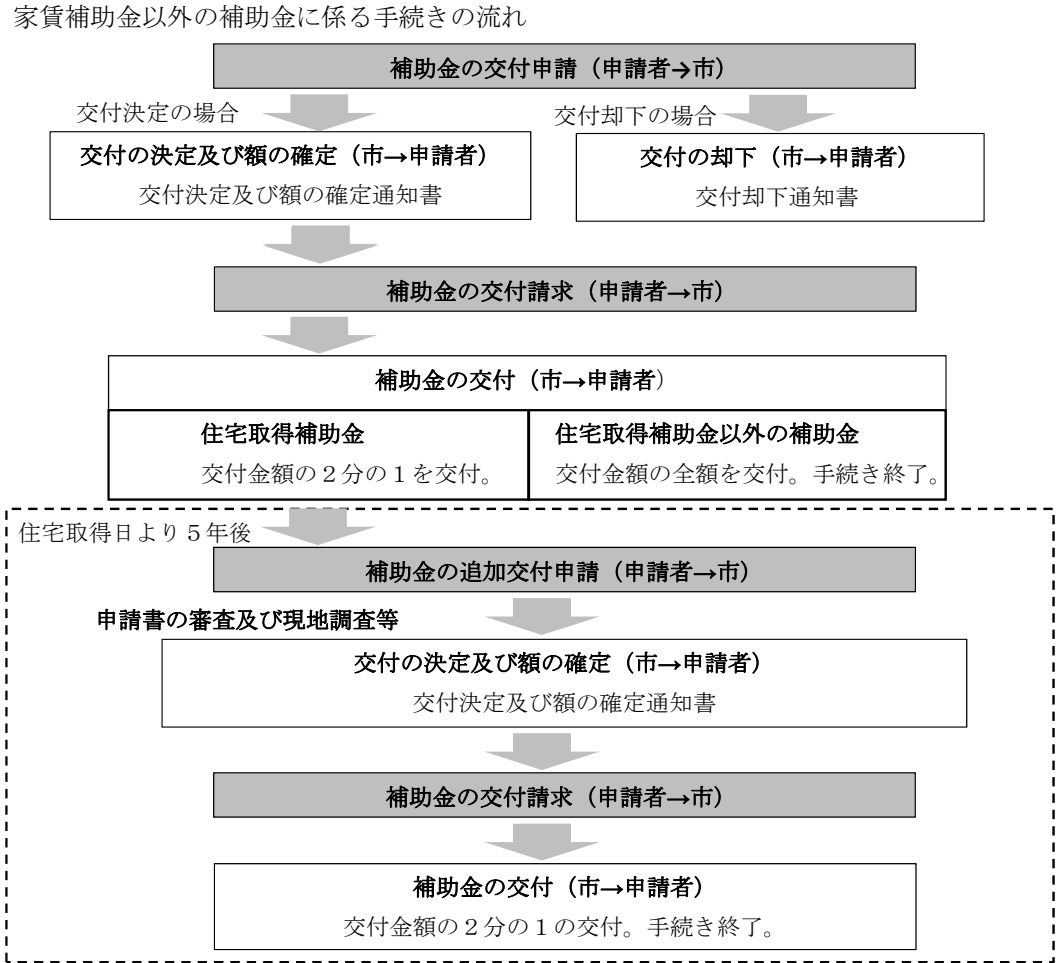 家賃補助金以外の補助金に係る手続きの流れ
補助金の交付申請（申請者→市）
交付決定の場合
交付却下の場合
交付の決定及び額の確定（市→申請者）
交付決定及び額の確定通知書
交付の却下（市→申請者）
交付却下通知書
補助金の交付請求（申請者→市）
補助金の交付（市→申請者）
住宅取得補助金
交付金額の２分の１を交付。
住宅取得補助金以外の補助金
交付金額の全額を交付。手続き終了。
住宅取得日より５年後
補助金の追加交付申請（申請者→市）
申請書の審査及び現地調査等
交付の決定及び額の確定（市→申請者）
交付決定及び額の確定通知書
補助金の交付請求（申請者→市）
補助金の交付（市→申請者）
交付金額の２分の１の交付。手続き終了。